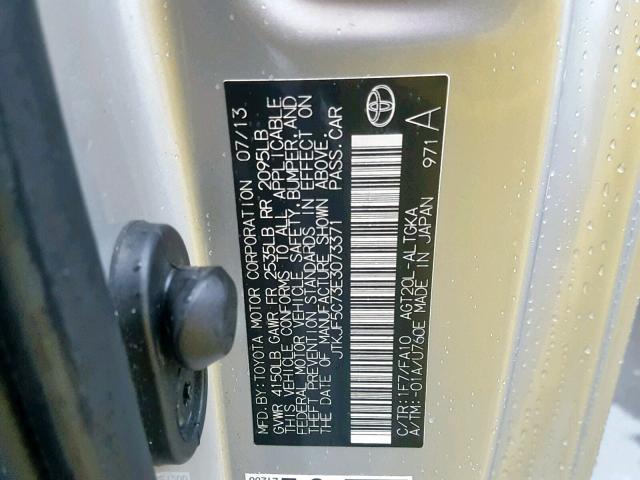 MFD.BY:TOYOTA MOTOR CORPORATION 07/13
GVWR 4150LB GAWR FR 2535LB RR 2095LB
THIS VEHICLE CONFORMS TO ALL APPLICABLE
FEDERAL MOTOR VEHICLE SAFETY,BUMPER,AND
THEFT PREVENTION STANDARDS IN EFFECT ON
THE DATE OF MANUFACTURE SHOWN ABOVE.
JTKJF5C73E3073371 PASS.CAR
971 A
C/TR:1F7/FA10 AGT20L-ALTGKA
A/TM:-01A/U760E MADE IN JAPAN